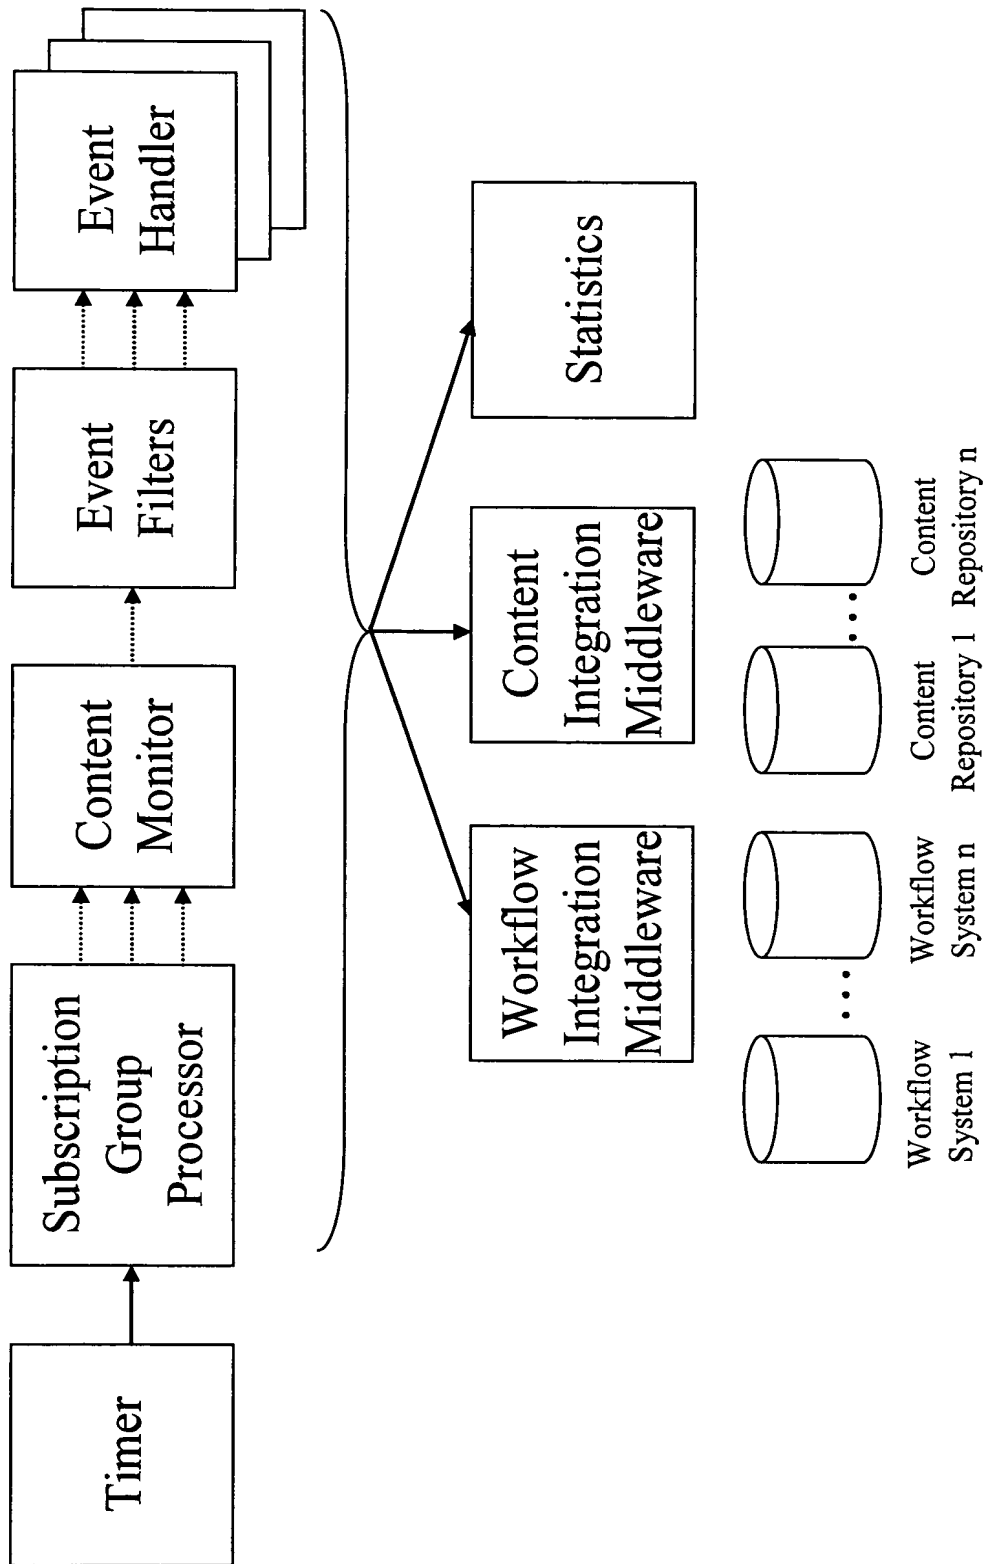 Timer
Subscription
Group
Processor
Content
Monitor
Event
Filters
Event
Handler
Workflow
Integration
Middleware
Content
Integration
Middleware
Statistics
Workflow
System 1
...
Workflow
System n
Content
Repository 1
...
Content
Repository n